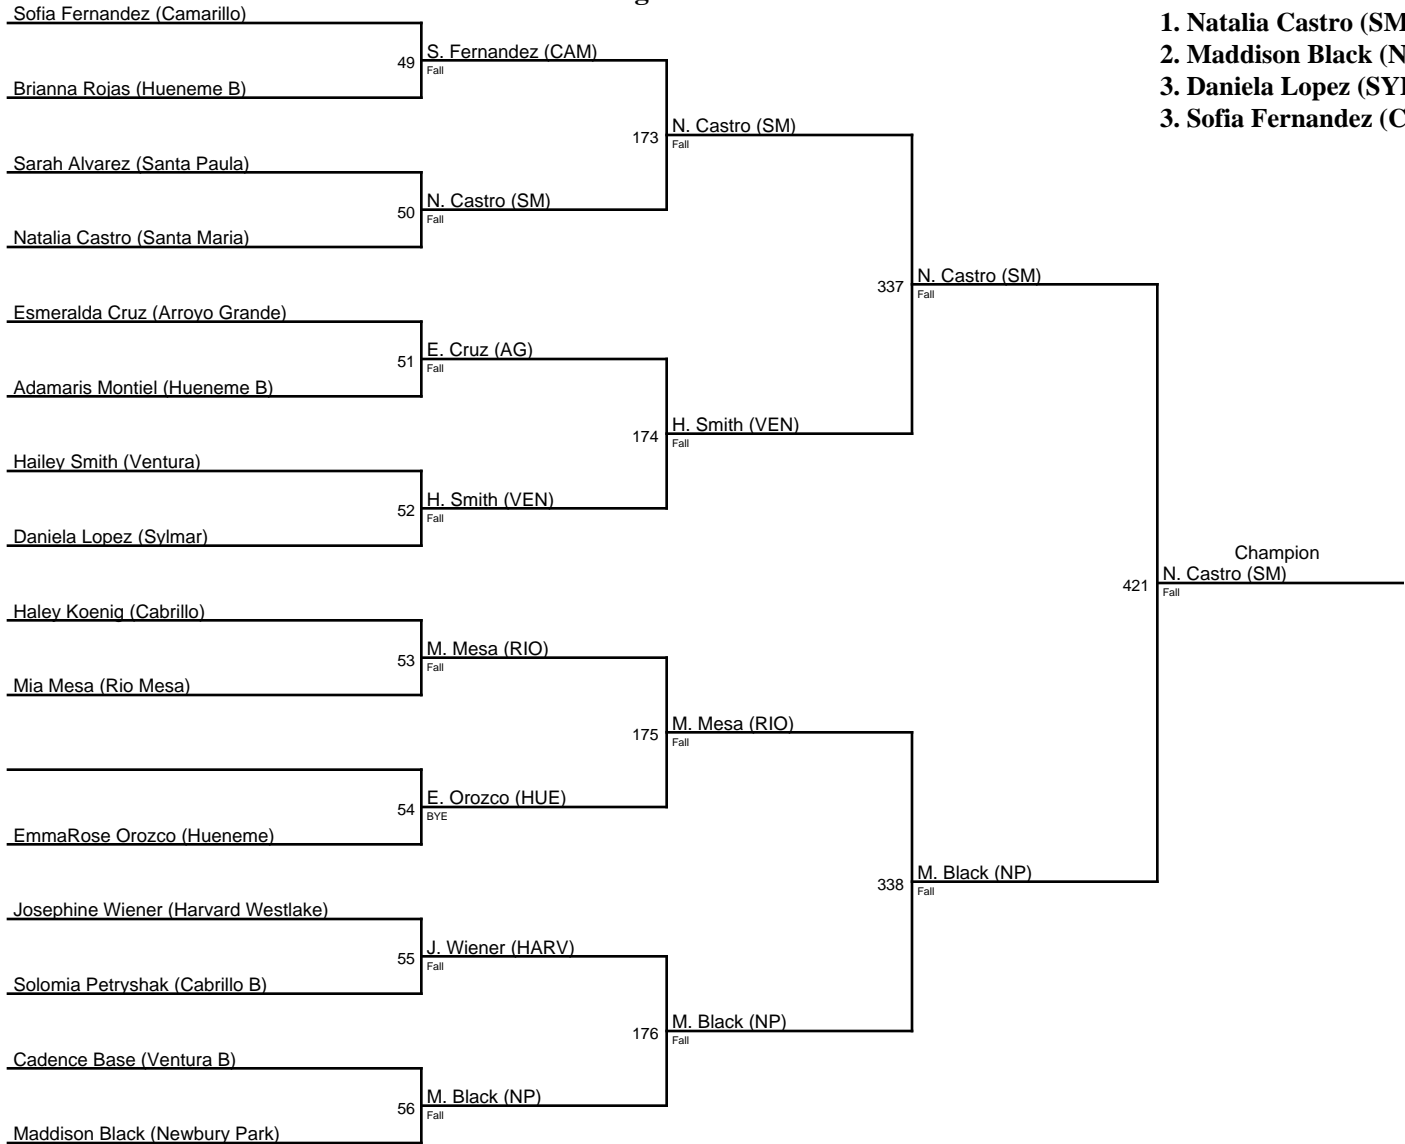 Sofia Fernandez (Camarillo)
49
S. Fernandez (CAM)
Fall
Brianna Rojas (Hueneme B)
173
N. Castro (SM)
Fall
Sarah Alvarez (Santa Paula)
50
N. Castro (SM)
Fall
Natalia Castro (Santa Maria)
337
N. Castro (SM)
Fall
Esmeralda Cruz (Arroyo Grande)
51
E. Cruz (AG)
Fall
Adamaris Montiel (Hueneme B)
174
H. Smith (VEN)
Fall
Hailey Smith (Ventura)
52
H. Smith (VEN)
Fall
Daniela Lopez (Sylmar)
Champion
421
N. Castro (SM)
Fall
Haley Koenig (Cabrillo)
53
M. Mesa (RIO)
Fall
Mia Mesa (Rio Mesa)
175
M. Mesa (RIO)
Fall
54
E. Orozco (HUE)
BYE
EmmaRose Orozco (Hueneme)
338
M. Black (NP)
Fall
Josephine Wiener (Harvard Westlake)
55
J. Wiener (HARV)
Fall
Solomia Petryshak (Cabrillo B)
176
M. Black (NP)
Fall
Cadence Base (Ventura B)
56
M. Black (NP)
Fall
Maddison Black (Newbury Park)
1. Natalia Castro (SM
2. Maddison Black (N
3. Daniela Lopez (SY
3. Sofia Fernandez (C